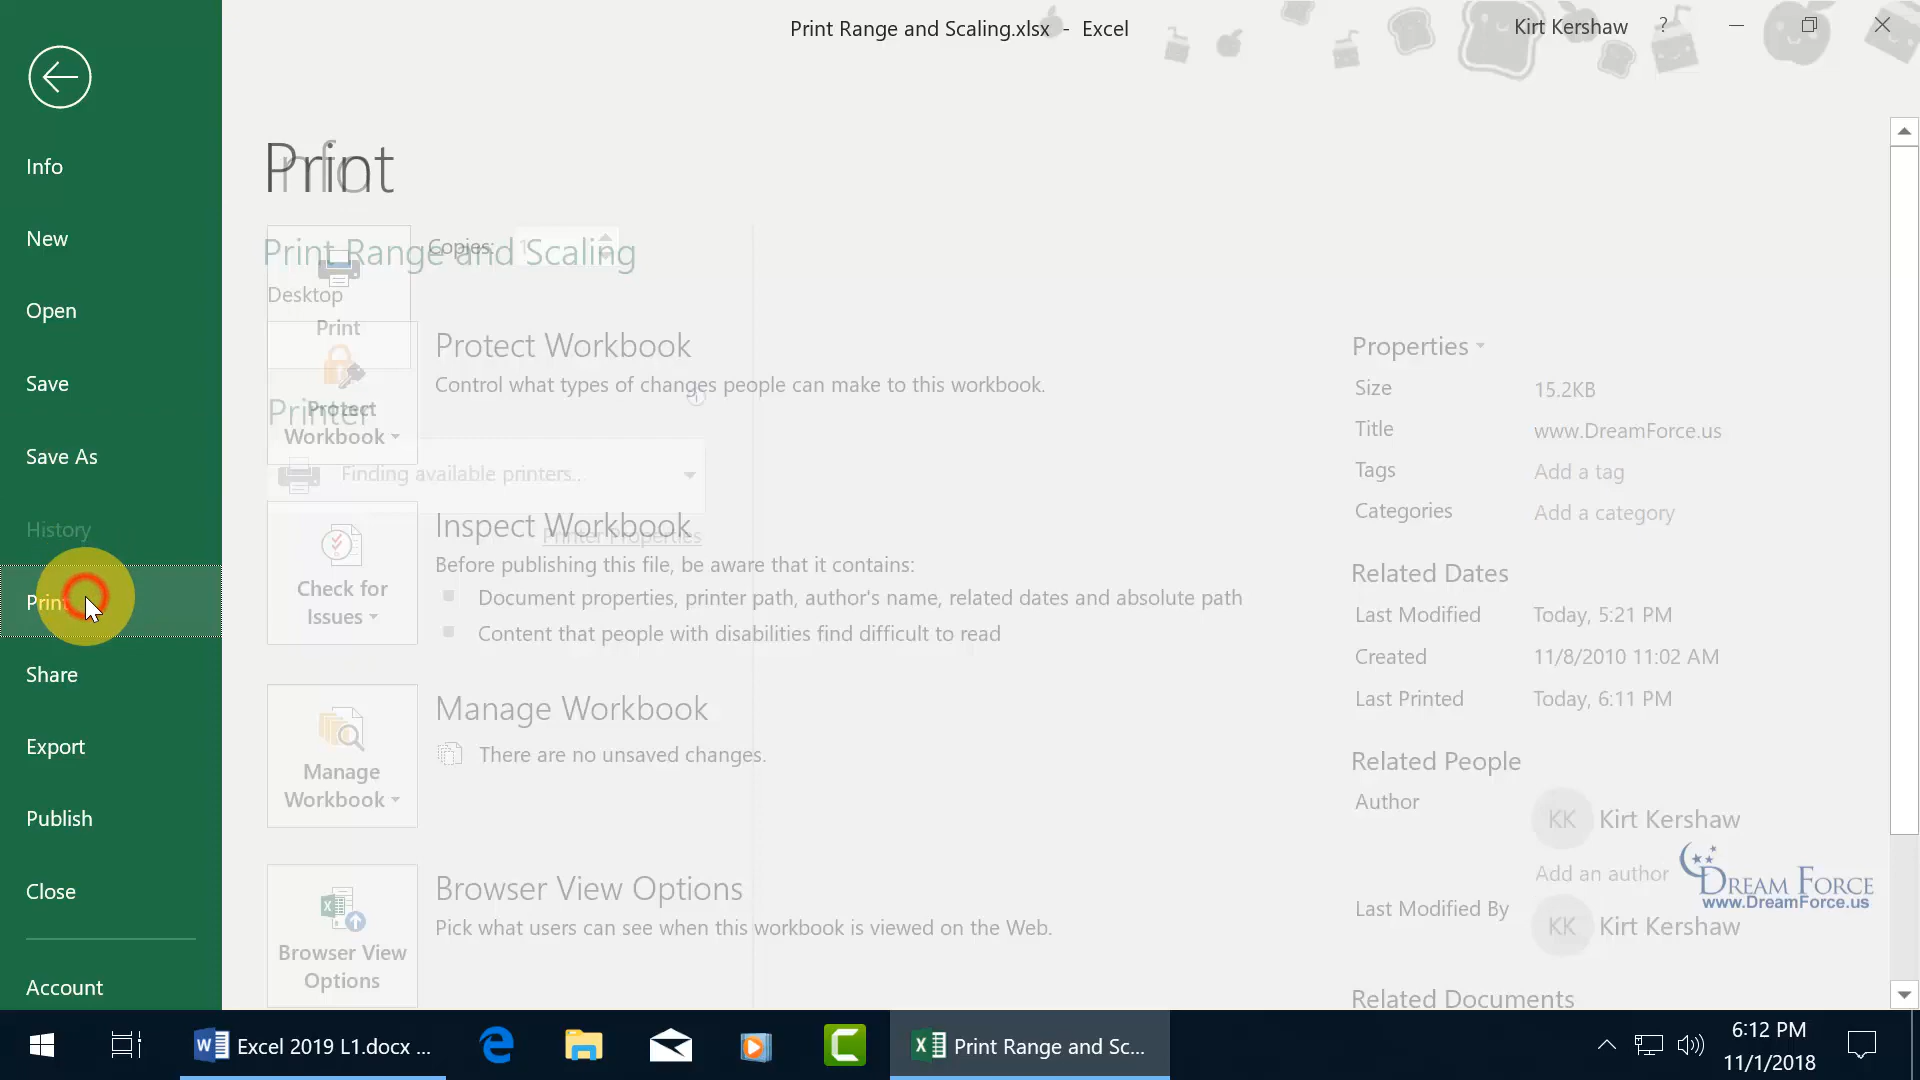 Print Range and Scaling.xlsx - Excel
Kirt Kershaw
?
Info
New
Open
Save
Save As
History
Print
Share
Export
Publish
Close
Account
Print
Info
Copies: 1
Print Range and Scaling
Desktop
Print
Protect Workbook
Control what types of changes people can make to this workbook.
Protect
Workbook
Printer
Finding available printers...
Printer Properties
Inspect Workbook
Before publishing this file, be aware that it contains:
Document properties, printer path, author's name, related dates and absolute path
Content that people with disabilities find difficult to read
Check for
Issues
Manage Workbook
There are no unsaved changes.
Manage
Workbook
Browser View Options
Pick what users can see when this workbook is viewed on the Web.
Browser View
Options
Properties
Size 15.2KB
Title www.DreamForce.us
Tags Add a tag
Categories Add a category
Related Dates
Last Modified Today, 5:21 PM
Created 11/8/2010 11:02 AM
Last Printed Today, 6:11 PM
Related People
Author
KK Kirt Kershaw
Add an author
Last Modified By
KK Kirt Kershaw
Related Documents
DREAM FORCE
www.DreamForce.us
Excel 2019 L1.docx ...
Print Range and Sc...
6:12 PM
11/1/2018